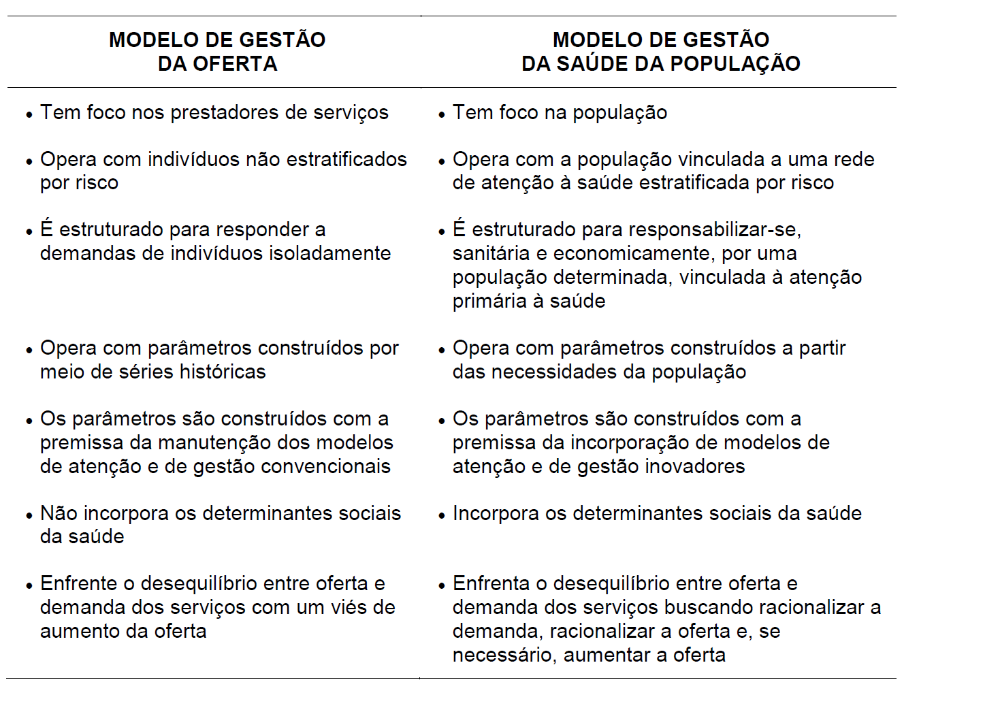 MODELO DE GESTÃO
DA OFERTA
MODELO DE GESTÃO
DA SAÚDE DA POPULAÇÃO
• Tem foco nos prestadores de serviços
• Tem foco na população
• Opera com indivíduos não estratificados
por risco
• Opera com a população vinculada a uma rede
de atenção à saúde estratificada por risco
• É estruturado para responder a
demandas de indivíduos isoladamente
• É estruturado para responsabilizar-se,
sanitária e economicamente, por uma
população determinada, vinculada à atenção
primária à saúde
• Opera com parâmetros construídos por
meio de séries históricas
• Opera com parâmetros construídos a partir
das necessidades da população
• Os parâmetros são construídos com a
premissa da manutenção dos modelos
de atenção e de gestão convencionais
• Os parâmetros são construídos com a
premissa da incorporação de modelos de
atenção e de gestão inovadores
• Não incorpora os determinantes sociais
da saúde
• Incorpora os determinantes sociais da saúde
• Enfrente o desequilíbrio entre oferta e
demanda dos serviços com um viés de
aumento da oferta
• Enfrenta o desequilíbrio entre oferta e
demanda dos serviços buscando racionalizar a
demanda, racionalizar a oferta e, se
necessário, aumentar a oferta